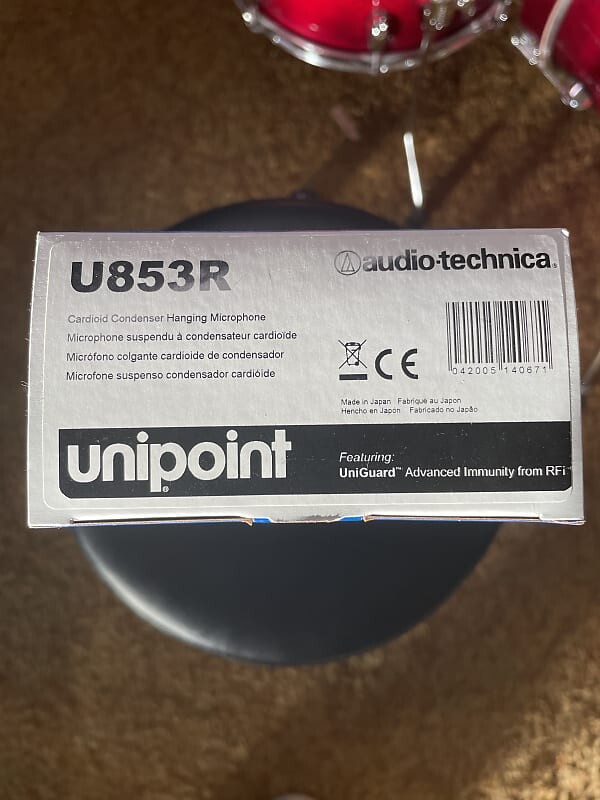 U853R
audio-technica®
Cardioid Condenser Hanging Microphone
Microphone suspendu à condensateur cardioïde
Micrófono colgante cardioide de condensador
Microfone suspenso condensador cardióide
CE
042005 140671
Made in Japan Fabriqué au Japon
Hencho en Japon Fabricado no Japão
unipoint®
Featuring:
UniGuard™ Advanced Immunity from RFi